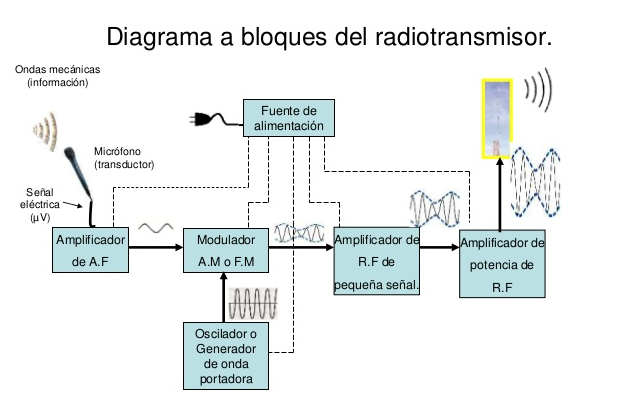 Diagrama a bloques del radiotransmisor.
Ondas mecánicas
(información)
Fuente de
alimentación
Micrófono
(transductor)
Señal
eléctrica
(µV)
Amplificador
de A.F
Modulador
A.M o F.M
Amplificador de
R.F de
pequeña señal.
Amplificador de
potencia de
R.F
Oscilador o
Generador
de onda
portadora